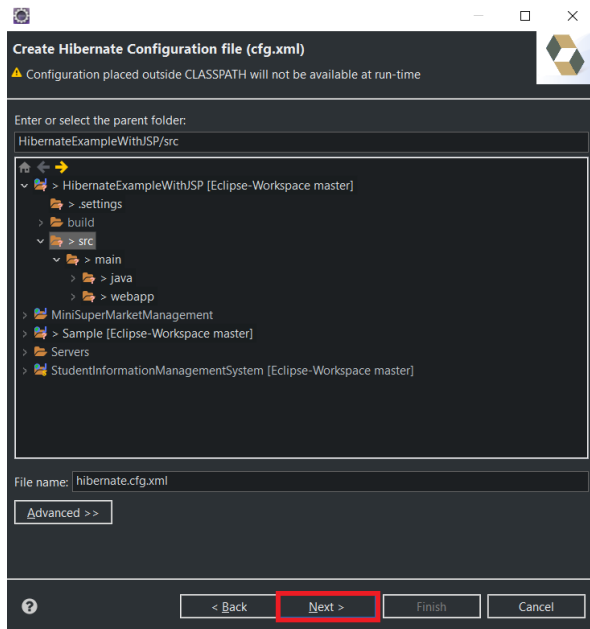 Create Hibernate Configuration file (cfg.xml)
Configuration placed outside CLASSPATH will not be available at run-time
Enter or select the parent folder:
HibernateExampleWithJSP/src
> HibernateExampleWithJSP [Eclipse-Workspace master]
> .settings
> build
> src
> main
> java
> webapp
MiniSuperMarketManagement
> Sample [Eclipse-Workspace master]
Servers
StudentInformationManagementSystem [Eclipse-Workspace master]
File name: hibernate.cfg.xml
Advanced >>
< Back Next > Finish Cancel